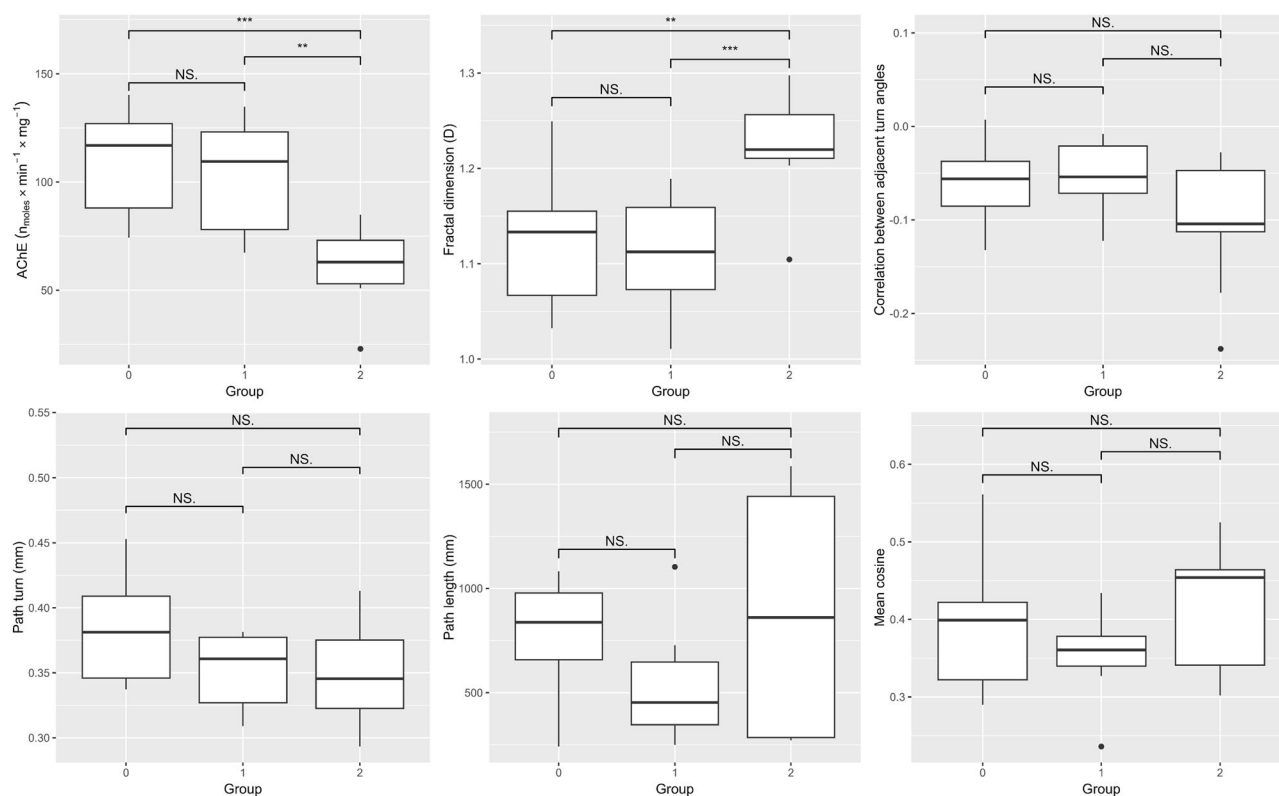 ***
**
NS.
150
100
50
AChE (nmoles × min−1 × mg−1)
0 1 2
Group
**
***
NS.
1.3
1.2
1.1
1.0
Fractal dimension (D)
0 1 2
Group
NS.
NS.
NS.
0.1
0.0
-0.1
-0.2
Correlation between adjacent turn angles
0 1 2
Group
NS.
NS.
NS.
0.55
0.50
0.45
0.40
0.35
0.30
Path turn (mm)
0 1 2
Group
NS.
NS.
NS.
1500
1000
500
Path length (mm)
0 1 2
Group
NS.
NS.
NS.
0.6
0.5
0.4
0.3
Mean cosine
0 1 2
Group